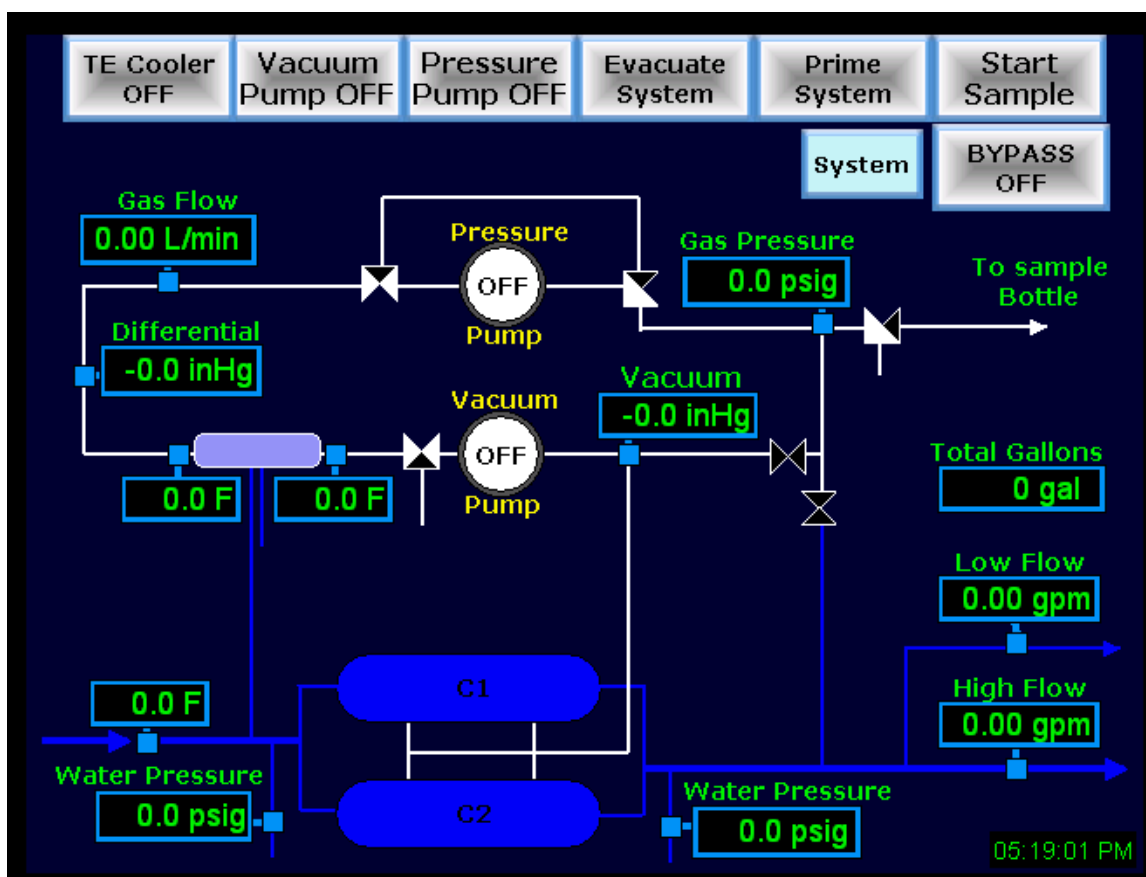 TE Cooler
OFF
Vacuum
Pump OFF
Pressure
Pump OFF
Evacuate
System
Prime
System
Start
Sample
System
BYPASS
OFF
Gas Flow
0.00 L/min
Pressure
OFF
Pump
Gas Pressure
0.0 psig
To sample
Bottle
Differential
-0.0 inHg
Vacuum
OFF
Pump
Vacuum
-0.0 inHg
0.0 F
0.0 F
Total Gallons
0 gal
Low Flow
0.00 gpm
High Flow
0.00 gpm
0.0 F
C1
C2
Water Pressure
0.0 psig
Water Pressure
0.0 psig
05:19:01 PM